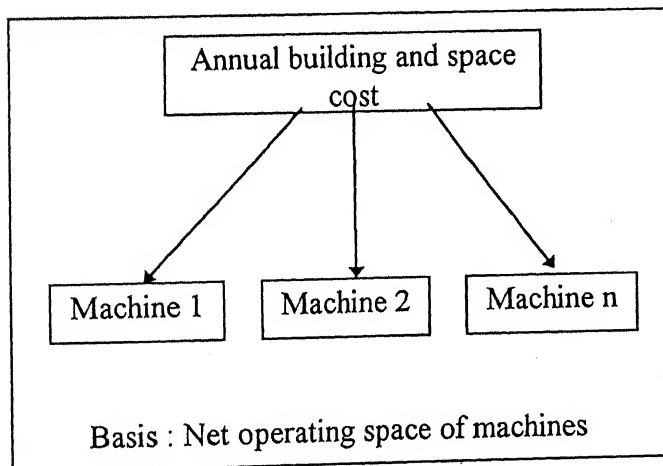 Annual building and space
cost
Machine 1
Machine 2
Machine n
Basis : Net operating space of machines